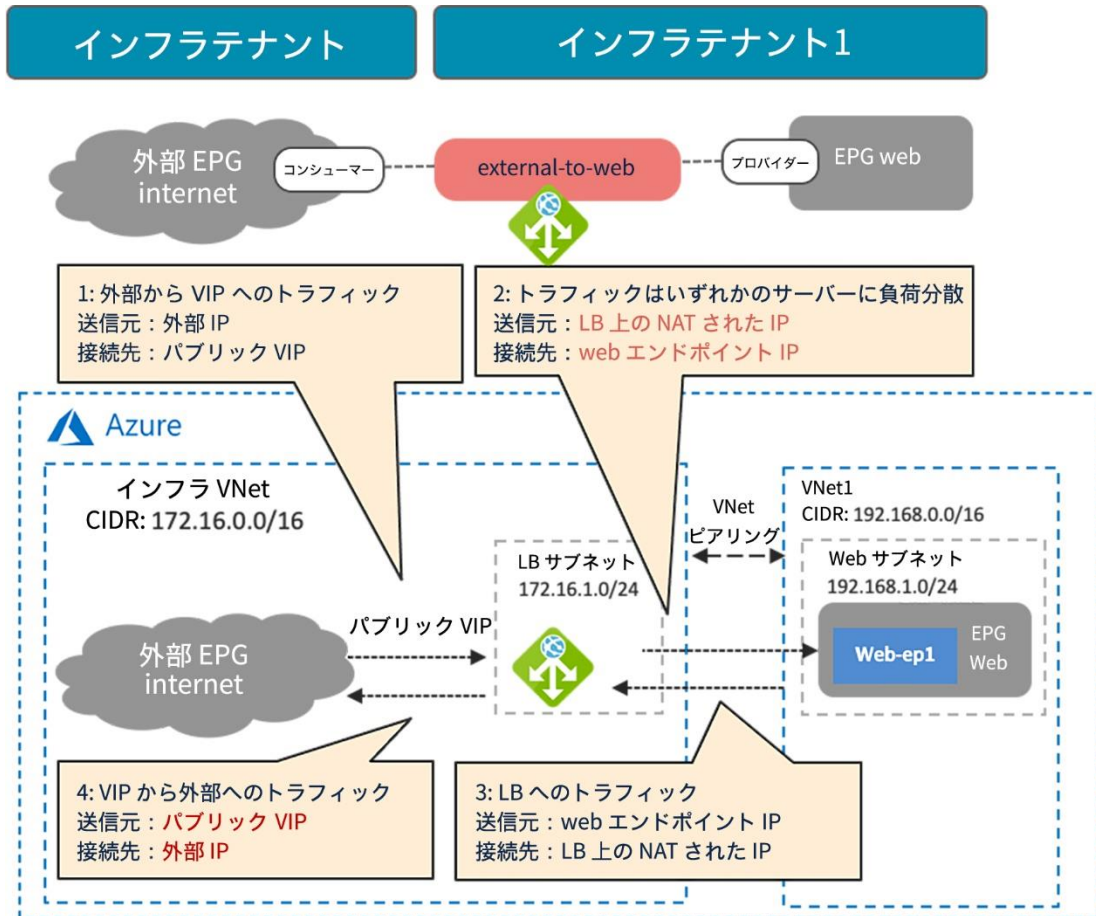 インフラテナント
インフラテナント1
外部 EPG
internet
コンシューマー
external-to-web
プロバイダー
EPG web
1: 外部から VIP へのトラフィック
送信元：外部 IP
接続先：パブリック VIP
2: トラフィックはいずれかのサーバーに負荷分散
送信元：LB 上の NAT された IP
接続先：web エンドポイント IP
Azure
インフラ VNet
CIDR: 172.16.0.0/16
LB サブネット
172.16.1.0/24
VNet
ピアリング
VNet1
CIDR: 192.168.0.0/16
Web サブネット
192.168.1.0/24
外部 EPG
internet
パブリック VIP
Web-ep1
EPG
Web
4: VIP から外部へのトラフィック
送信元：パブリック VIP
接続先：外部 IP
3: LB へのトラフィック
送信元：web エンドポイント IP
接続先：LB 上の NAT された IP